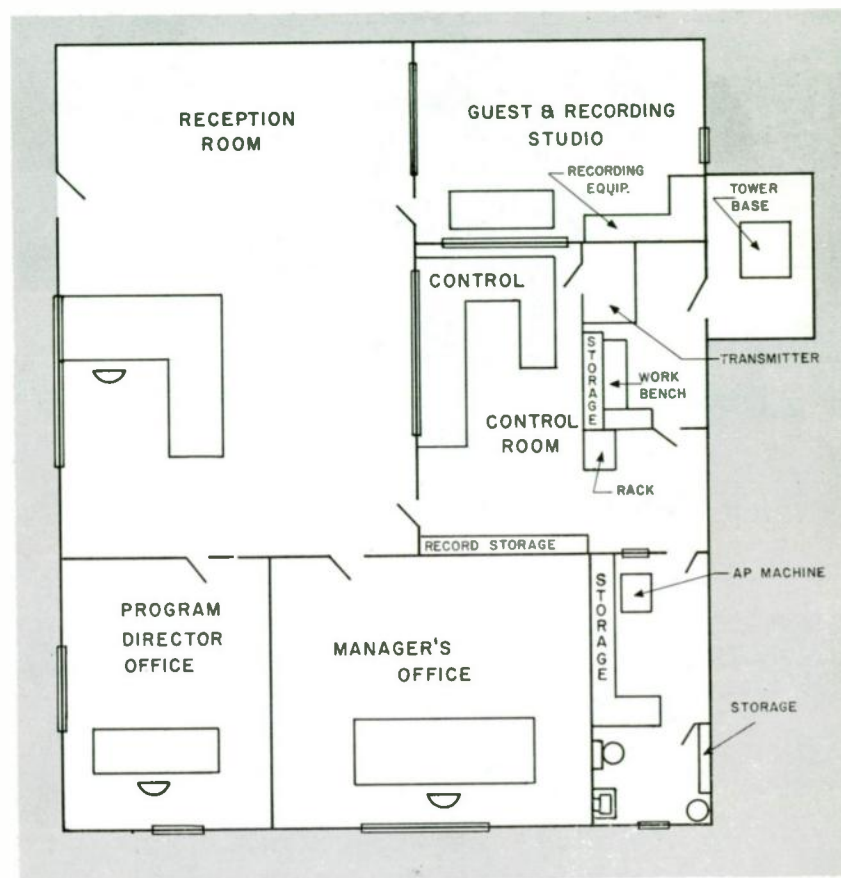 RECEPTION
ROOM
GUEST & RECORDING
STUDIO
RECORDING
EQUIP.
TOWER
BASE
CONTROL
TRANSMITTER
STORAGE
WORK
BENCH
CONTROL
ROOM
RACK
RECORD STORAGE
AP MACHINE
STORAGE
PROGRAM
DIRECTOR
OFFICE
MANAGER'S
OFFICE
STORAGE